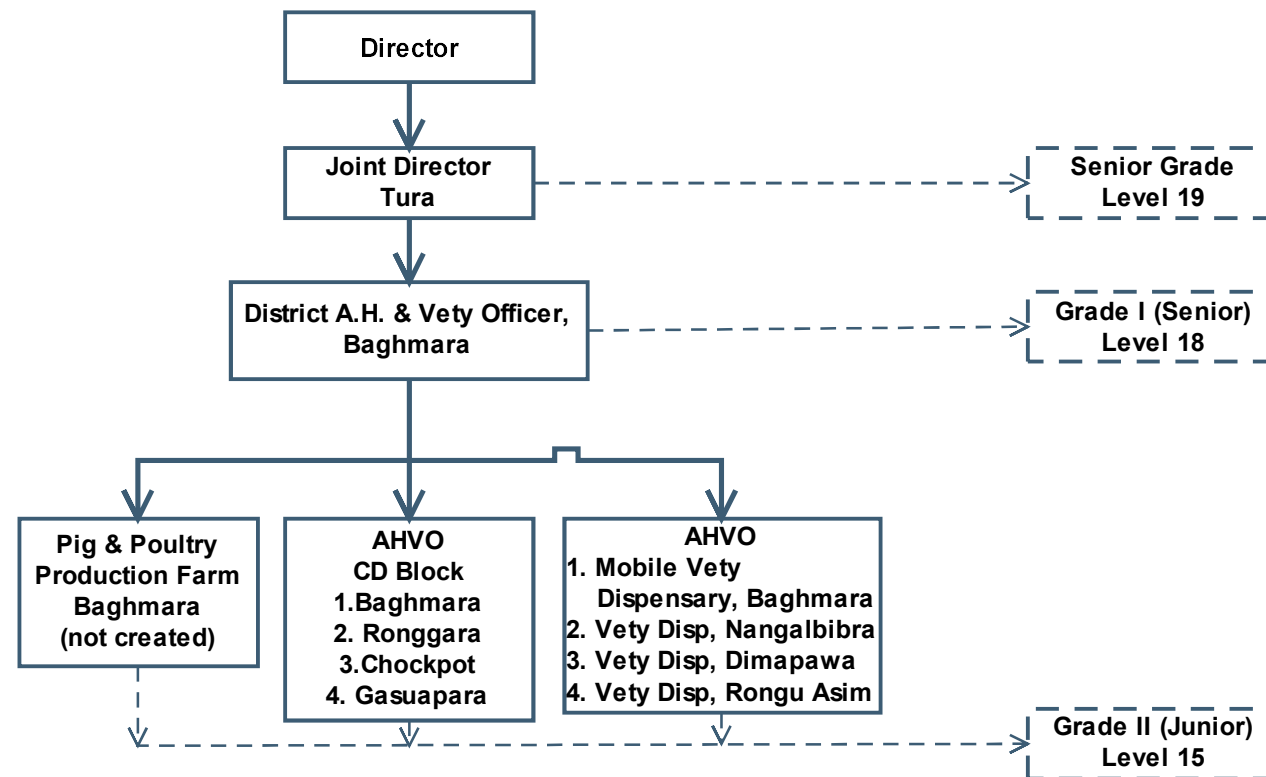 Director
Joint Director
Tura
Senior Grade
Level 19
District A.H. & Vety Officer,
Baghmara
Grade I (Senior)
Level 18
Pig & Poultry
Production Farm
Baghmara
(not created)
AHVO
CD Block
1.Baghmara
2. Ronggara
3.Chockpot
4. Gasuapara
AHVO
1. Mobile Vety
Dispensary, Baghmara
2. Vety Disp, Nangalbibra
3. Vety Disp, Dimapawa
4. Vety Disp, Rongu Asim
Grade II (Junior)
Level 15